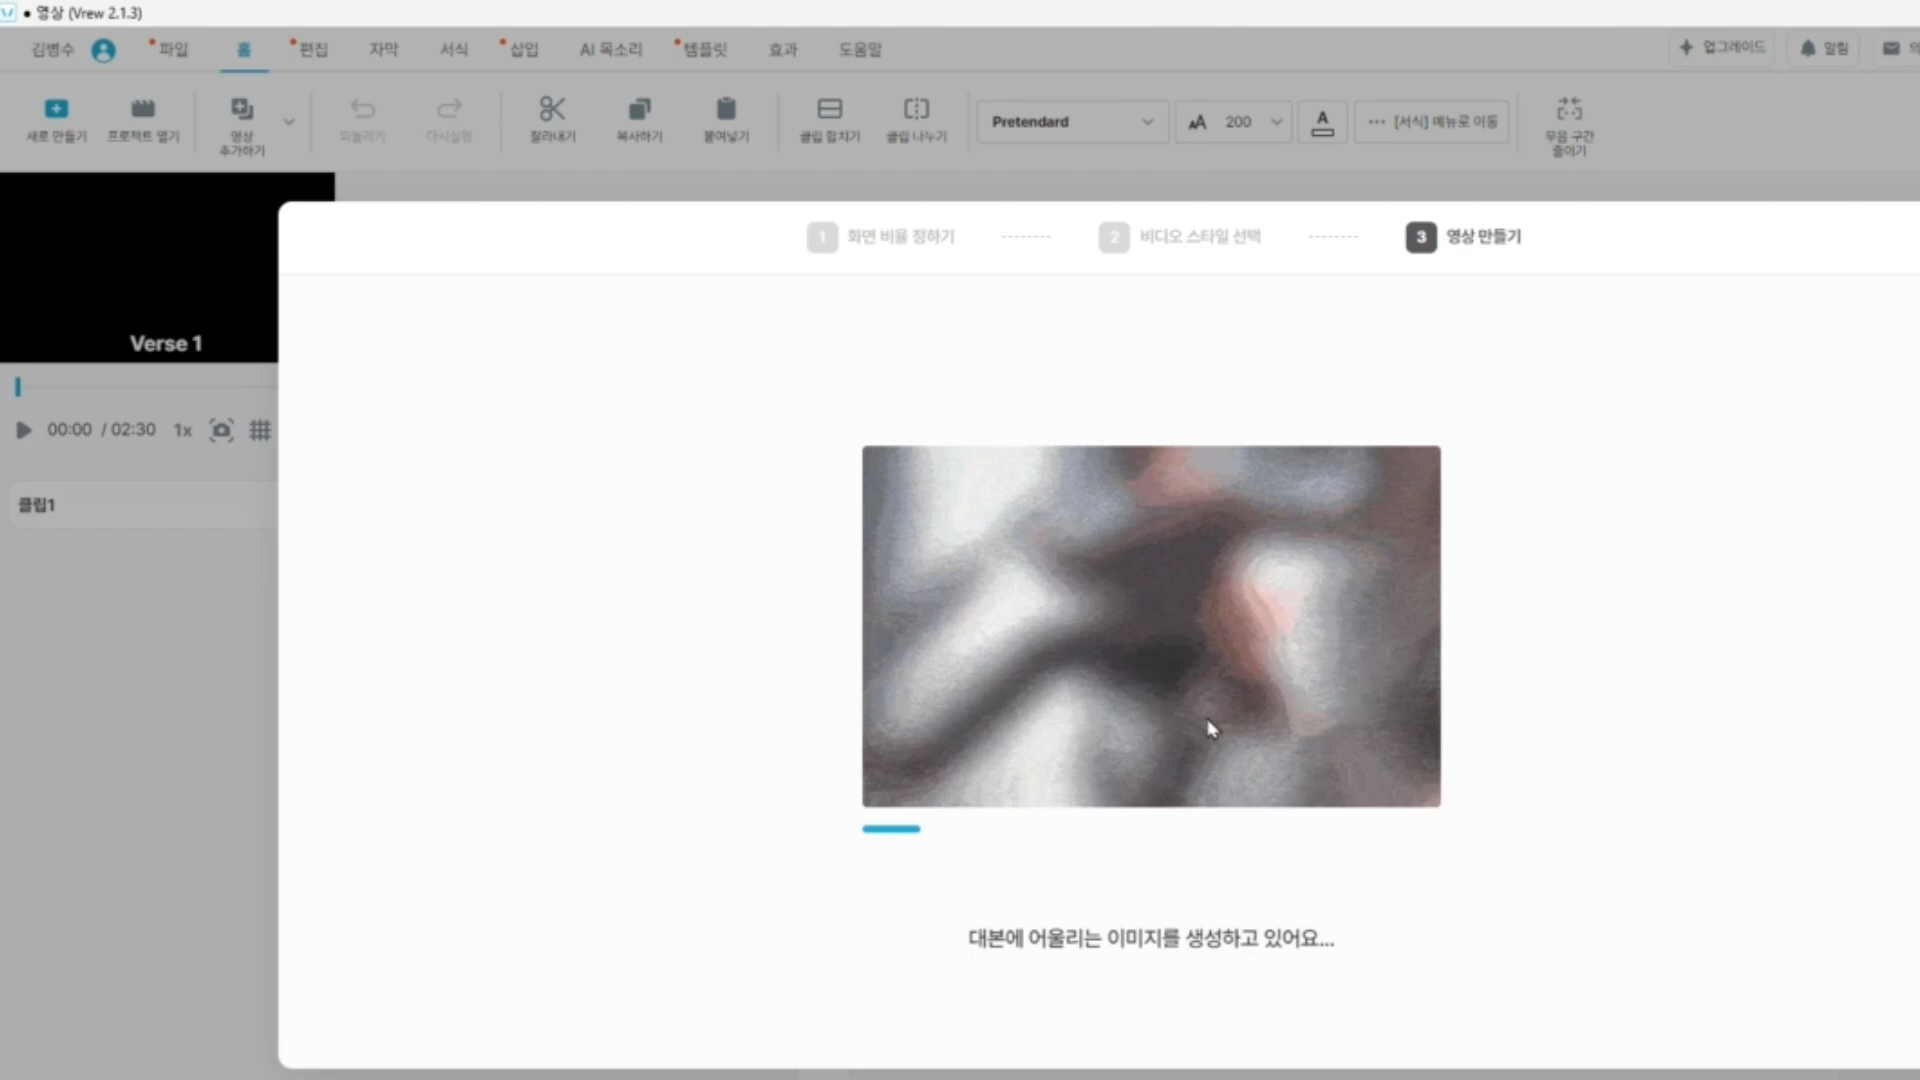 영상 (Vrew 2.1.3)
김병수 파일 홈 편집 자막 서식 삽입 AI 목소리 템플릿 효과 도움말 업그레이드 알림
새로 만들기 프로젝트 열기 영상 추가하기 되돌리기 다시실행 잘라내기 복사하기 붙여넣기 클립 합치기 클립 나누기 Pretendard 200 [서식] 메뉴로 이동 무음 구간 줄이기
1 화면 비율 정하기 2 비디오 스타일 선택 3 영상 만들기
Verse 1
00:00 / 02:30 1x
클립1
대본에 어울리는 이미지를 생성하고 있어요...